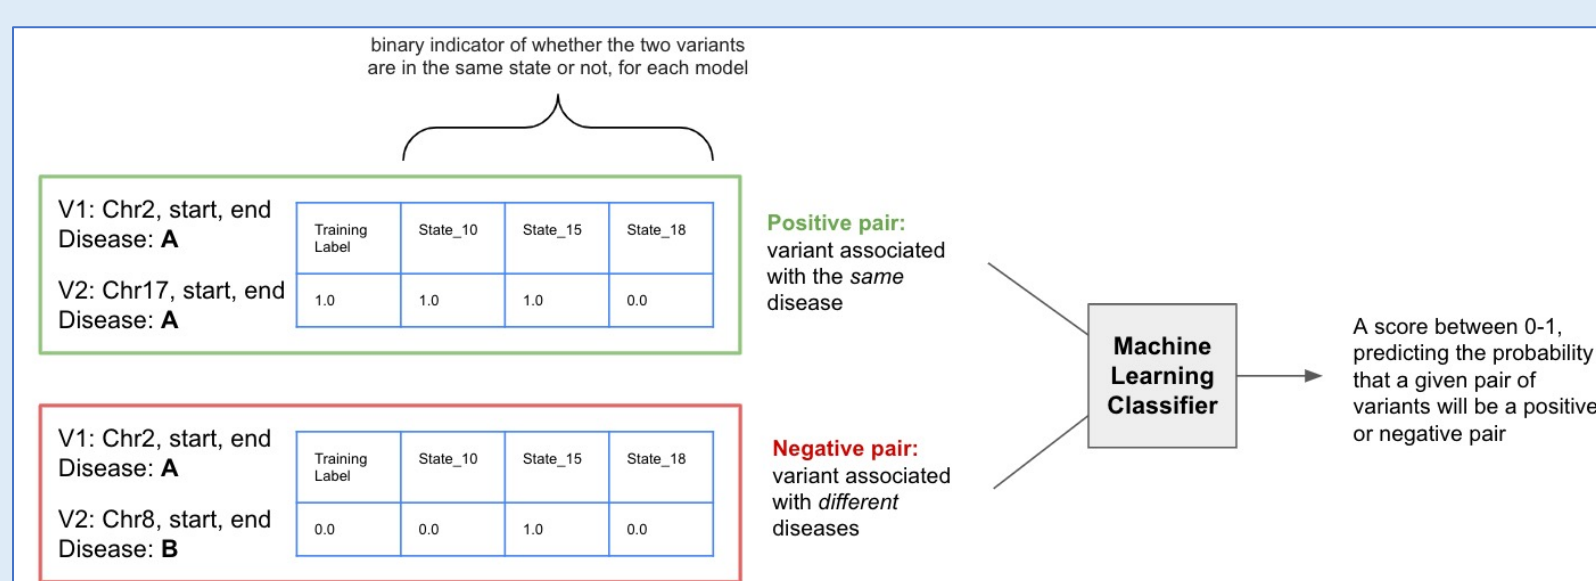 binary indicator of whether the two variants
are in the same state or not, for each model
V1: Chr2, start, end
Disease: A
V2: Chr17, start, end
Disease: A
Training
Label
State_10
State_15
State_18
1.0
1.0
1.0
0.0
Positive pair:
variant associated
with the same
disease
V1: Chr2, start, end
Disease: A
V2: Chr8, start, end
Disease: B
Training
Label
State_10
State_15
State_18
0.0
0.0
1.0
0.0
Negative pair:
variant associated
with different
diseases
Machine
Learning
Classifier
A score between 0-1,
predicting the probability
that a given pair of
variants will be a positive
or negative pair